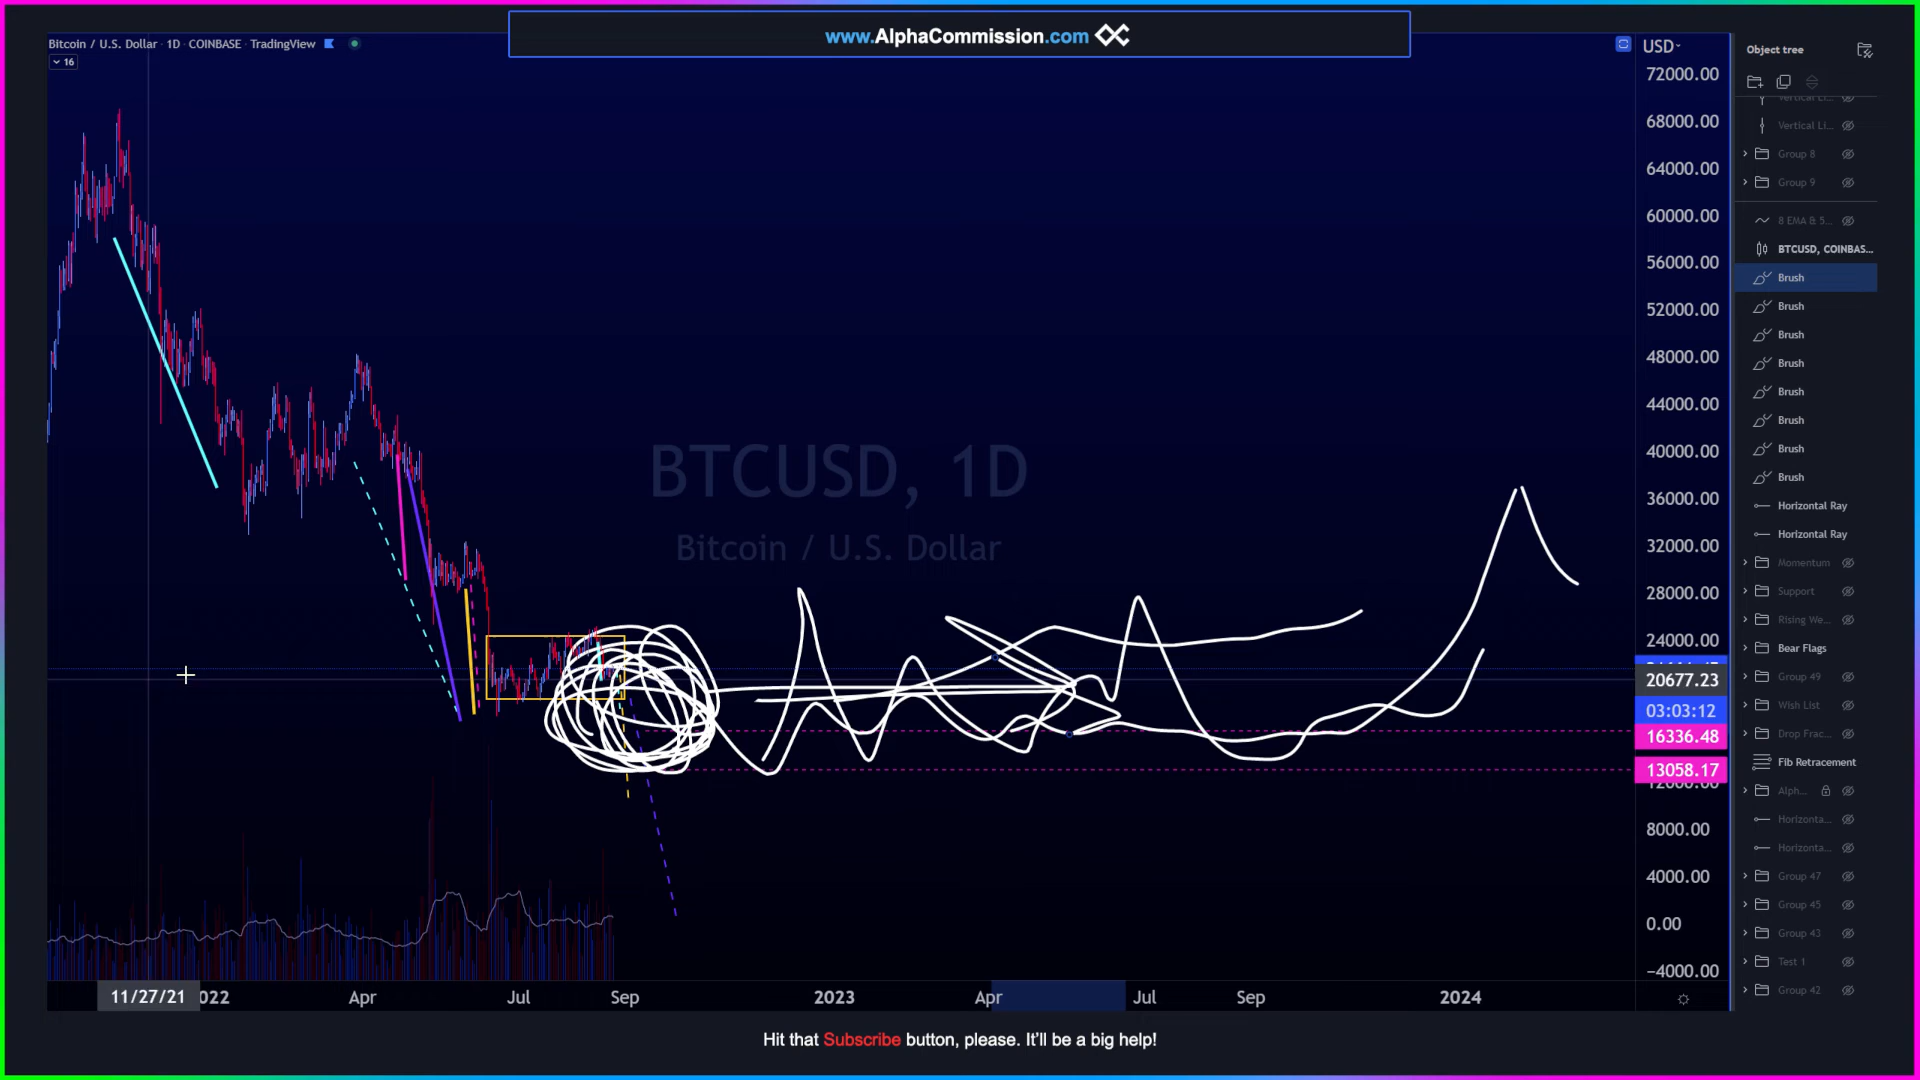 www.AlphaCommission.com
Bitcoin / U.S. Dollar · 1D · COINBASE · TradingView
16
USD
72000.00
68000.00
64000.00
60000.00
56000.00
52000.00
48000.00
44000.00
40000.00
36000.00
32000.00
28000.00
24000.00
20677.23
03:03:12
16336.48
13058.17
12000.00
8000.00
4000.00
0.00
−4000.00
BTCUSD, 1D
Bitcoin / U.S. Dollar
11/27/21
022
Apr
Jul
Sep
2023
Apr
Jul
Sep
2024
Object tree
Vertical Li...
Vertical Li...
Group 8
Group 9
8 EMA & 5...
BTCUSD, COINBAS...
Brush
Brush
Brush
Brush
Brush
Brush
Brush
Brush
Horizontal Ray
Horizontal Ray
Momentum
Support
Rising We...
Bear Flags
Group 49
Wish List
Drop Frac...
Fib Retracement
Alph...
Horizonta...
Horizonta...
Group 47
Group 45
Group 43
Test 1
Group 42
Hit that Subscribe button, please. It'll be a big help!